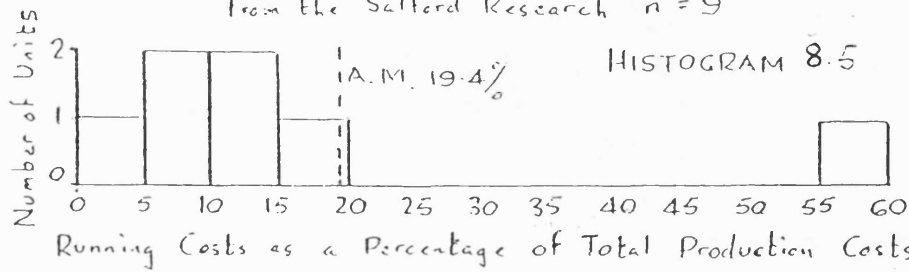 from the Salford Research n = 9
HISTOGRAM 8.5
A.M. 19.4%
Number of Units
2
1
0
0 5 10 15 20 25 30 35 40 45 50 55 60
Running Costs as a Percentage of Total Production Costs